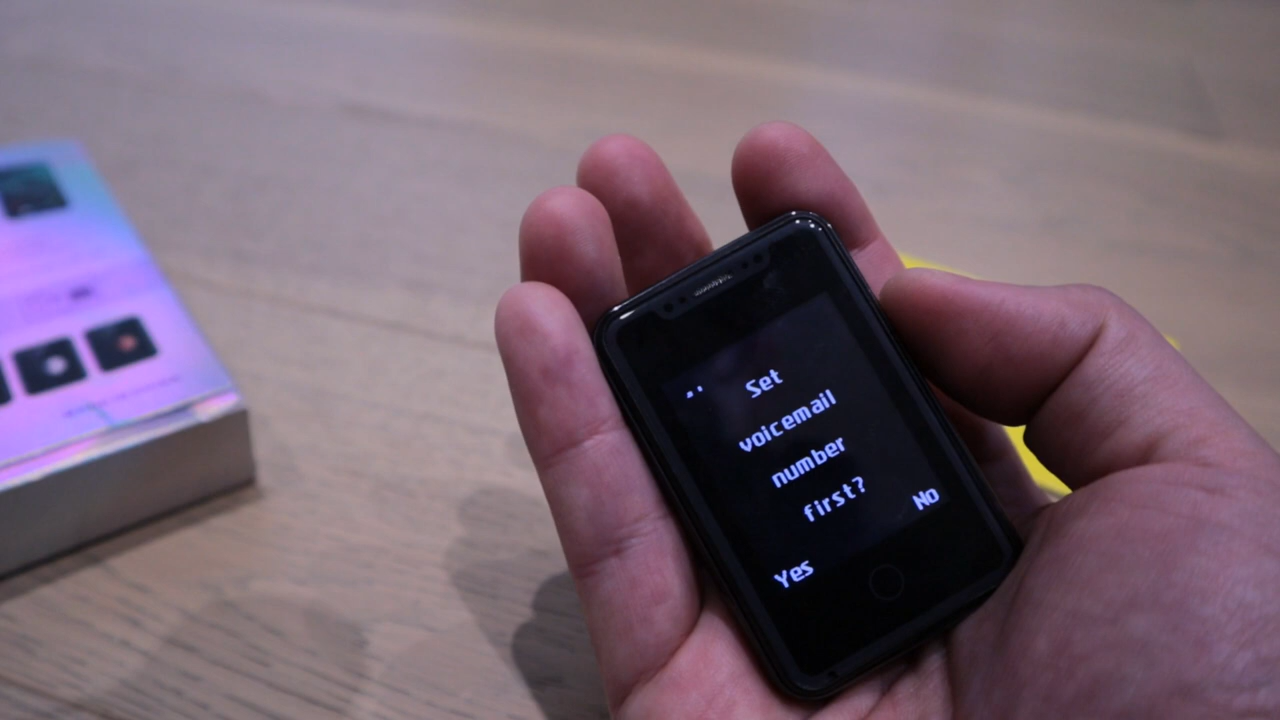 Set
voicemail
number
first?
Yes
No